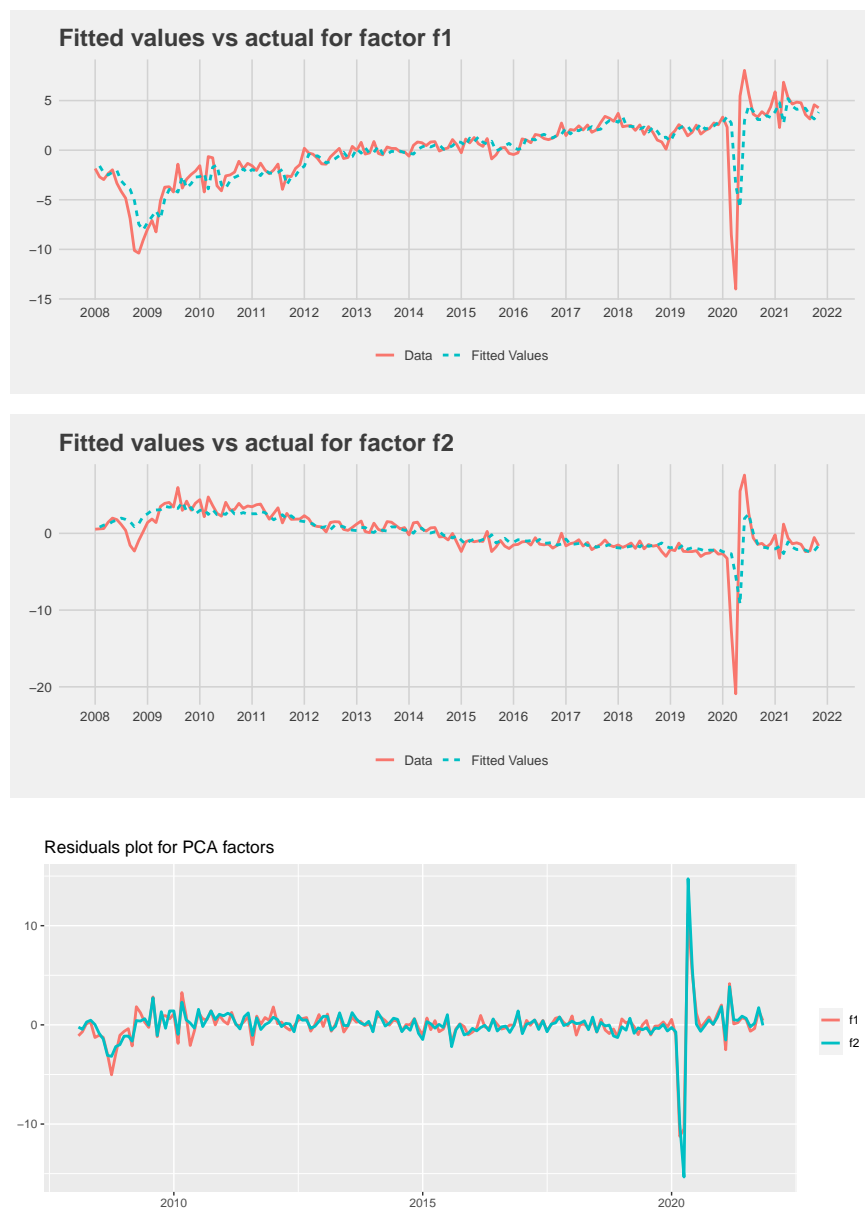 Fitted values vs actual for factor f1
5
0
−5
−10
−15
2008 2009 2010 2011 2012 2013 2014 2015 2016 2017 2018 2019 2020 2021 2022
Data Fitted Values
Fitted values vs actual for factor f2
0
−10
−20
2008 2009 2010 2011 2012 2013 2014 2015 2016 2017 2018 2019 2020 2021 2022
Data Fitted Values
Residuals plot for PCA factors
10
0
−10
2010 2015 2020
f1
f2